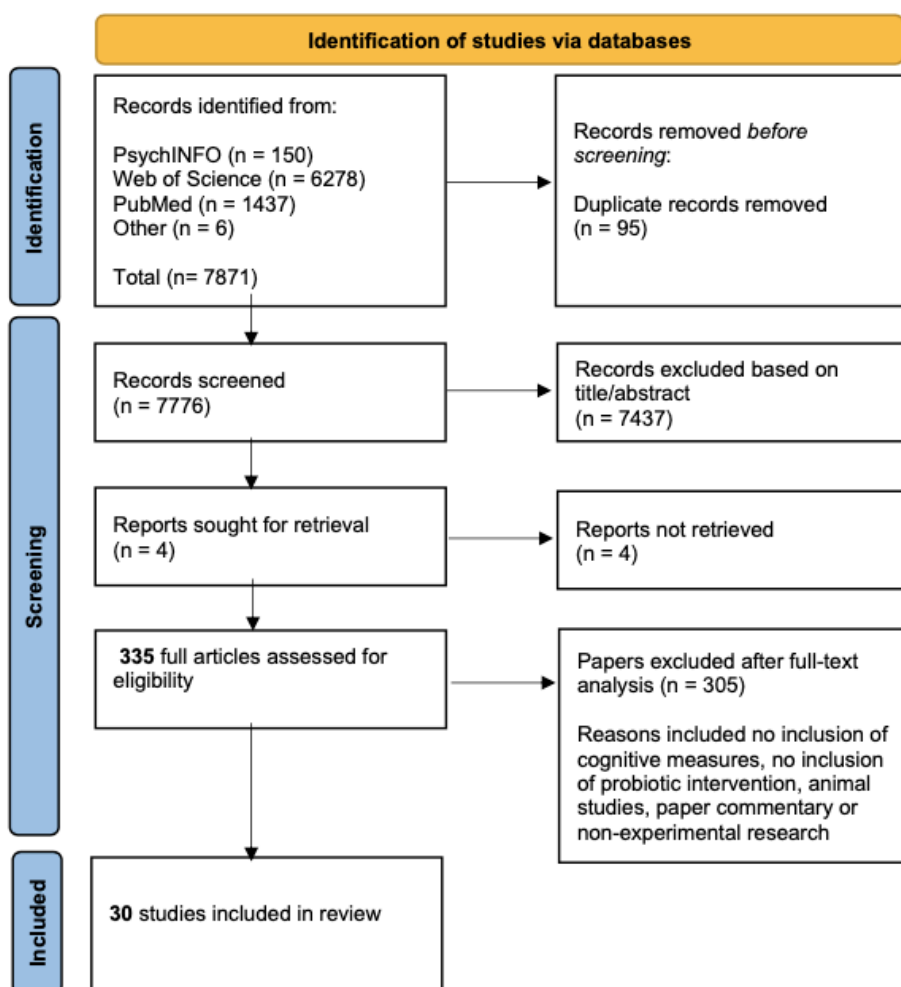 Identification of studies via databases
Identification
Records identified from:
PsychINFO (n = 150)
Web of Science (n = 6278)
PubMed (n = 1437)
Other (n = 6)
Total (n= 7871)
Records removed before
screening:
Duplicate records removed
(n = 95)
Screening
Records screened
(n = 7776)
Records excluded based on
title/abstract
(n = 7437)
Reports sought for retrieval
(n = 4)
Reports not retrieved
(n = 4)
335 full articles assessed for
eligibility
Papers excluded after full-text
analysis (n = 305)
Reasons included no inclusion of
cognitive measures, no inclusion
of probiotic intervention, animal
studies, paper commentary or
non-experimental research
Included
30 studies included in review